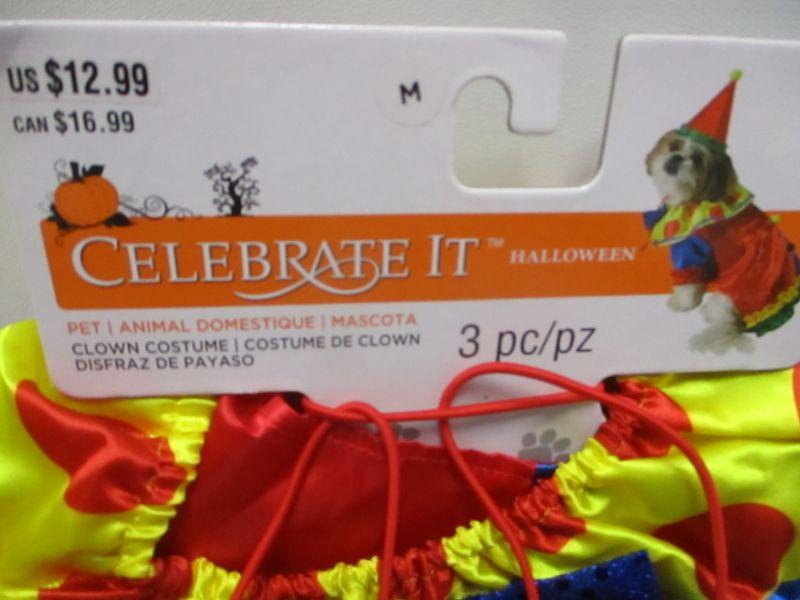 US $12.99
CAN $16.99
M
CELEBRATE IT™ HALLOWEEN
PET | ANIMAL DOMESTIQUE | MASCOTA
CLOWN COSTUME | COSTUME DE CLOWN
DISFRAZ DE PAYASO
3 pc/pz